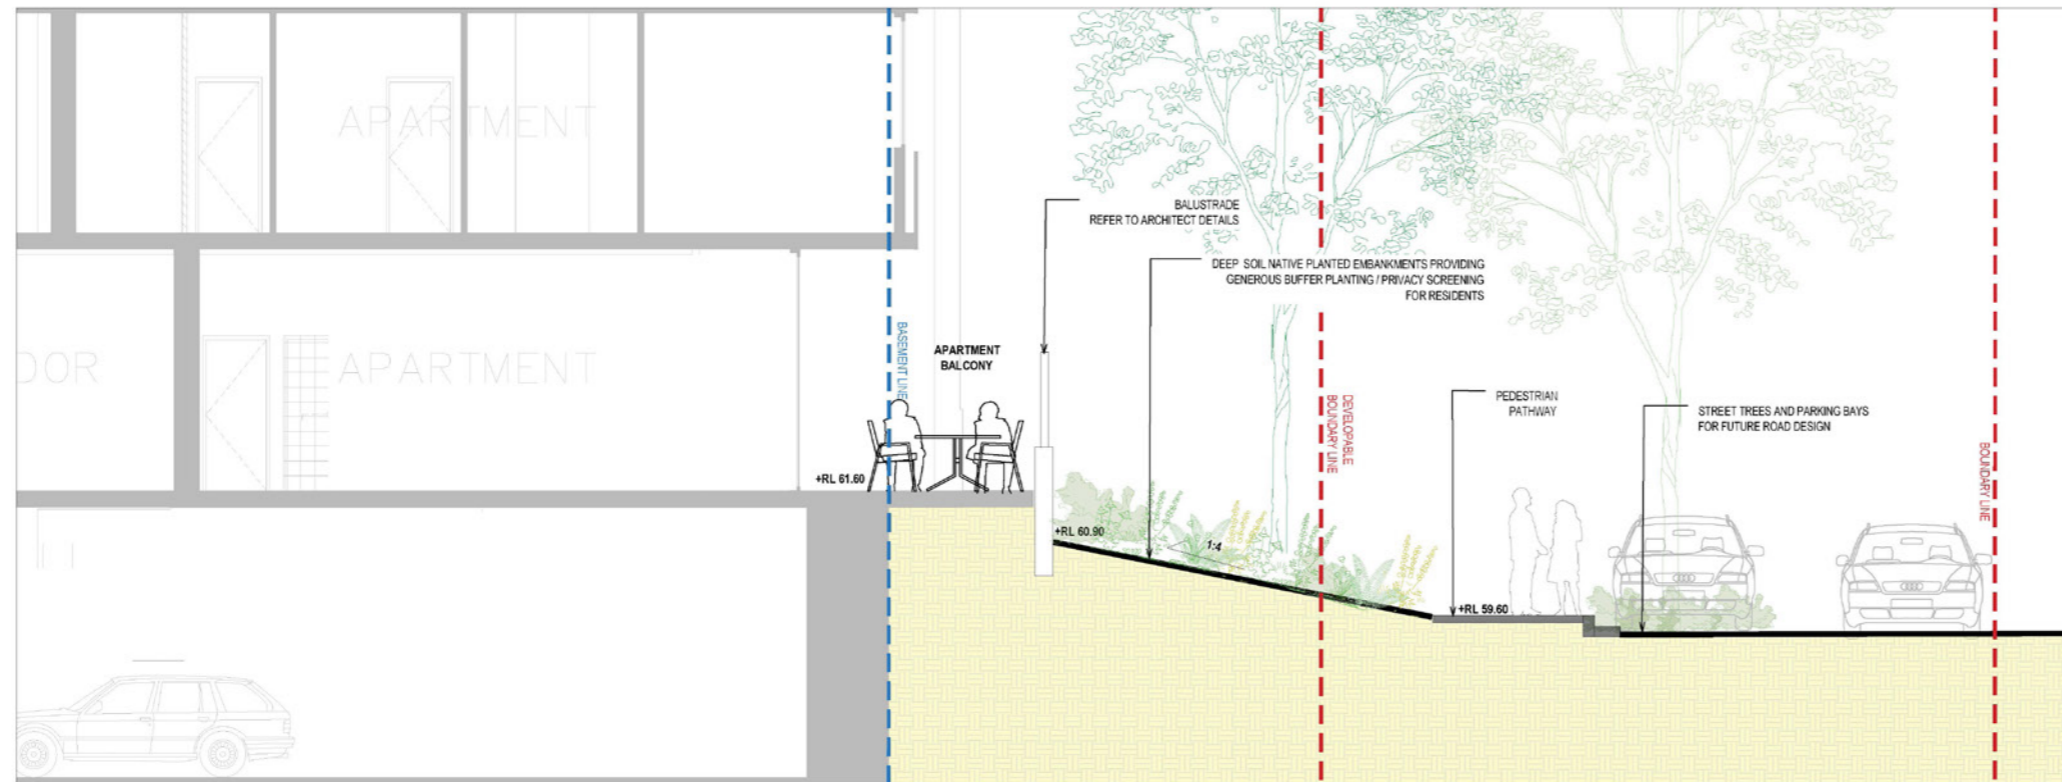 APARTMENT
BALUSTRADE
REFER TO ARCHITECT DETAILS
DEEP SOIL NATIVE PLANTED EMBANKMENTS PROVIDING
GENEROUS BUFFER PLANTING / PRIVACY SCREENING
FOR RESIDENTS
BASEMENT LINE
APARTMENT
BALCONY
DOR
APARTMENT
DEVELOPABLE
BOUNDARY LINE
PEDESTRIAN
PATHWAY
STREET TREES AND PARKING BAYS
FOR FUTURE ROAD DESIGN
BOUNDARY LINE
+RL 61.60
+RL 60.90
1:4
+RL 59.60